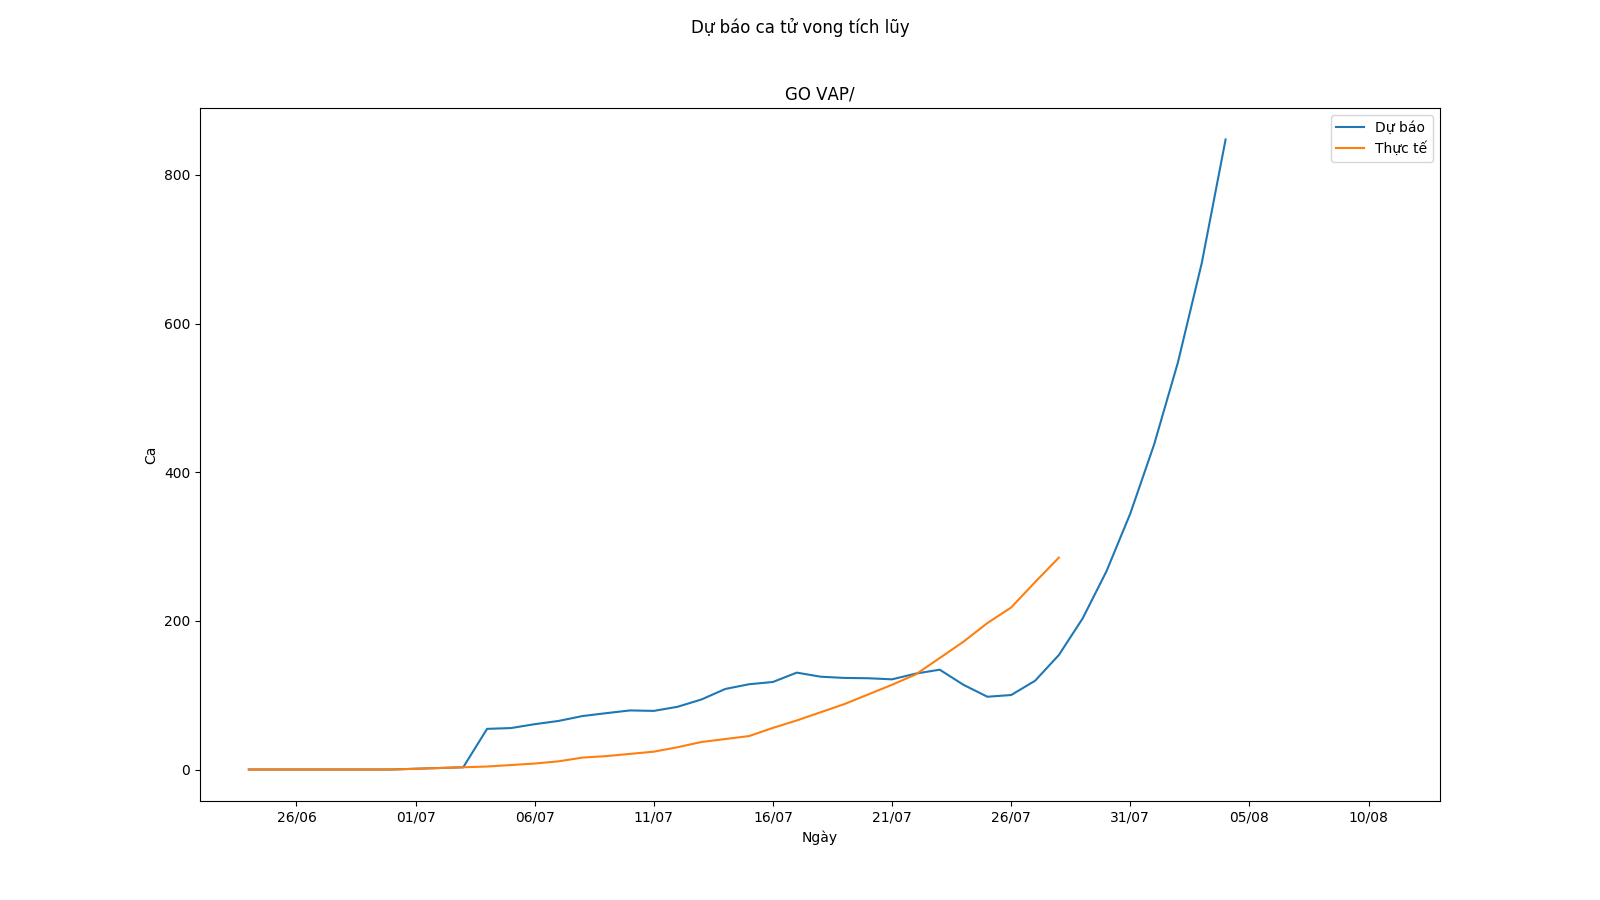 Dự báo ca tử vong tích lũy
GO VAP/
Dự báo
Thực tế
800
600
400
200
0
Ca
26/06
01/07
06/07
11/07
16/07
21/07
26/07
31/07
05/08
10/08
Ngày